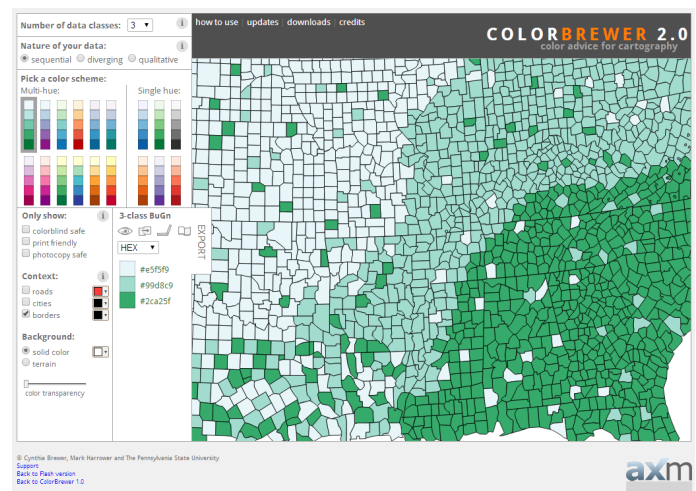 Number of data classes: 3
i
how to use | updates | downloads | credits
COLORBREWER 2.0
color advice for cartography
Nature of your data:
i
sequential diverging qualitative
Pick a color scheme:
Multi-hue:
Single hue:
Only show:
i
colorblind safe
print friendly
photocopy safe
Context:
i
roads
cities
borders
Background:
solid color
terrain
color transparency
3-class BuGn
EXPORT
HEX
#e5f5f9
#99d8c9
#2ca25f
© Cynthia Brewer, Mark Harrower and The Pennsylvania State University
Support
Back to Flash version
Back to ColorBrewer 1.0
axm